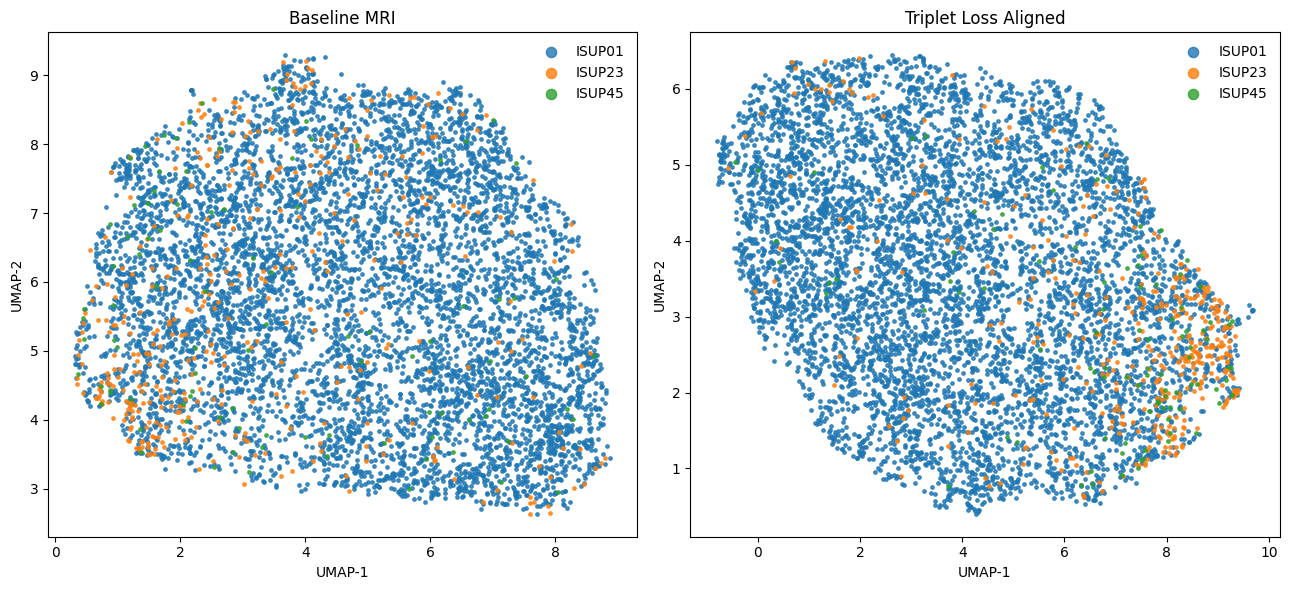 Baseline MRI
ISUP01
ISUP23
ISUP45
9
8
7
6
5
4
3
UMAP-2
0 2 4 6 8
UMAP-1
Triplet Loss Aligned
ISUP01
ISUP23
ISUP45
6
5
4
3
2
1
UMAP-2
0 2 4 6 8 10
UMAP-1